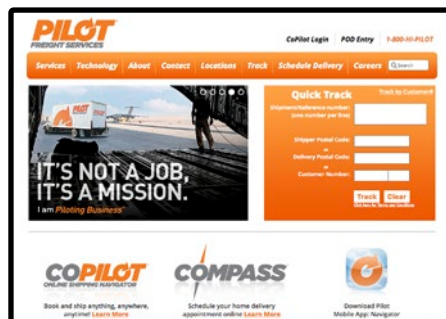 PILOT
FREIGHT SERVICES
CoPilot Login POD Entry 1-800-HI-PILOT
Services Technology About Contact Locations Track Schedule Delivery Careers Search
Quick Track
Track by Customer#
Shipment/Reference number:
(one number per line)
Shipper Postal Code:
or
Delivery Postal Code:
or
Customer Number:
Track Clear
PILOT
IT'S NOT A JOB,
IT'S A MISSION.
I am Piloting Business™
COPILOT
ONLINE SHIPPING NAVIGATOR
Book and ship anything, anywhere,
anytime! Learn More
COMPASS
Schedule your home delivery
appointment online Learn More
Download Pilot
Mobile App: Navigator